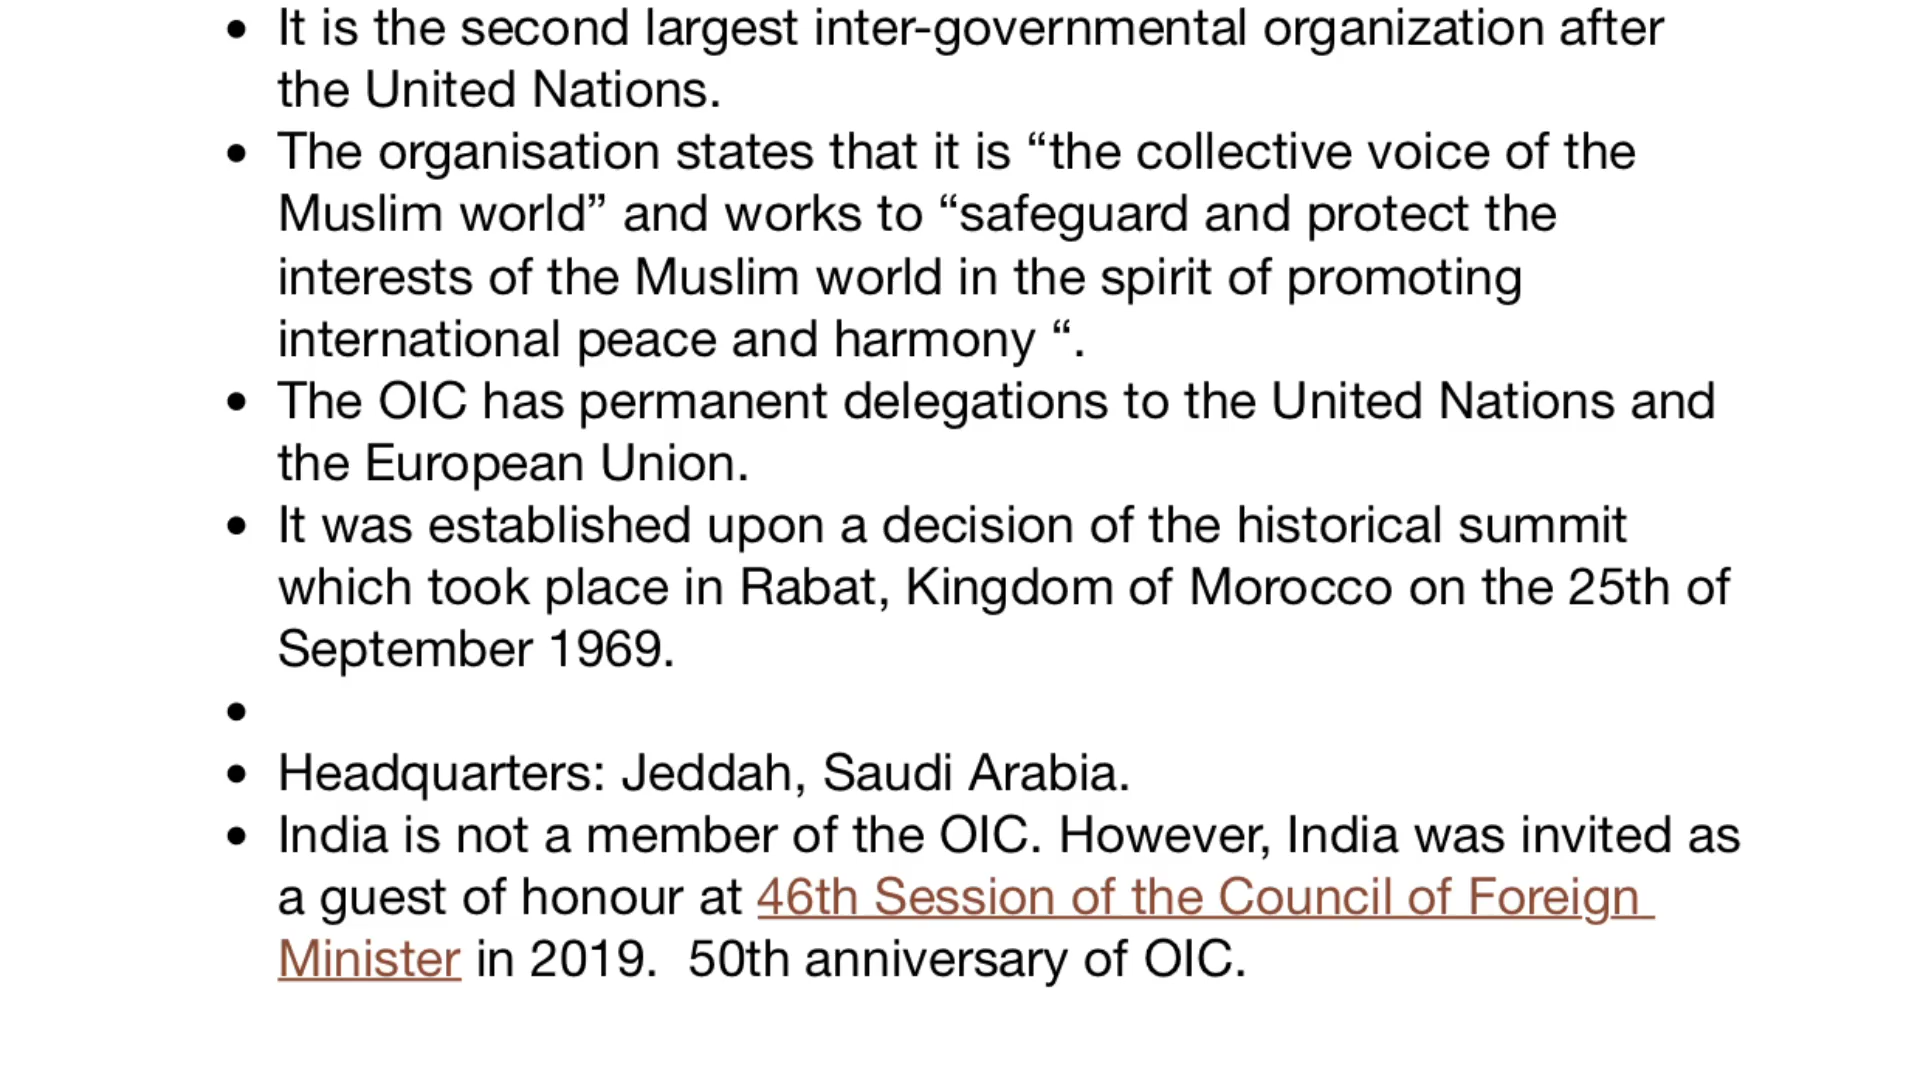 • It is the second largest inter-governmental organization after
the United Nations.
• The organisation states that it is “the collective voice of the
Muslim world” and works to “safeguard and protect the
interests of the Muslim world in the spirit of promoting
international peace and harmony “.
• The OIC has permanent delegations to the United Nations and
the European Union.
• It was established upon a decision of the historical summit
which took place in Rabat, Kingdom of Morocco on the 25th of
September 1969.
•
• Headquarters: Jeddah, Saudi Arabia.
• India is not a member of the OIC. However, India was invited as
a guest of honour at 46th Session of the Council of Foreign
Minister in 2019.  50th anniversary of OIC.